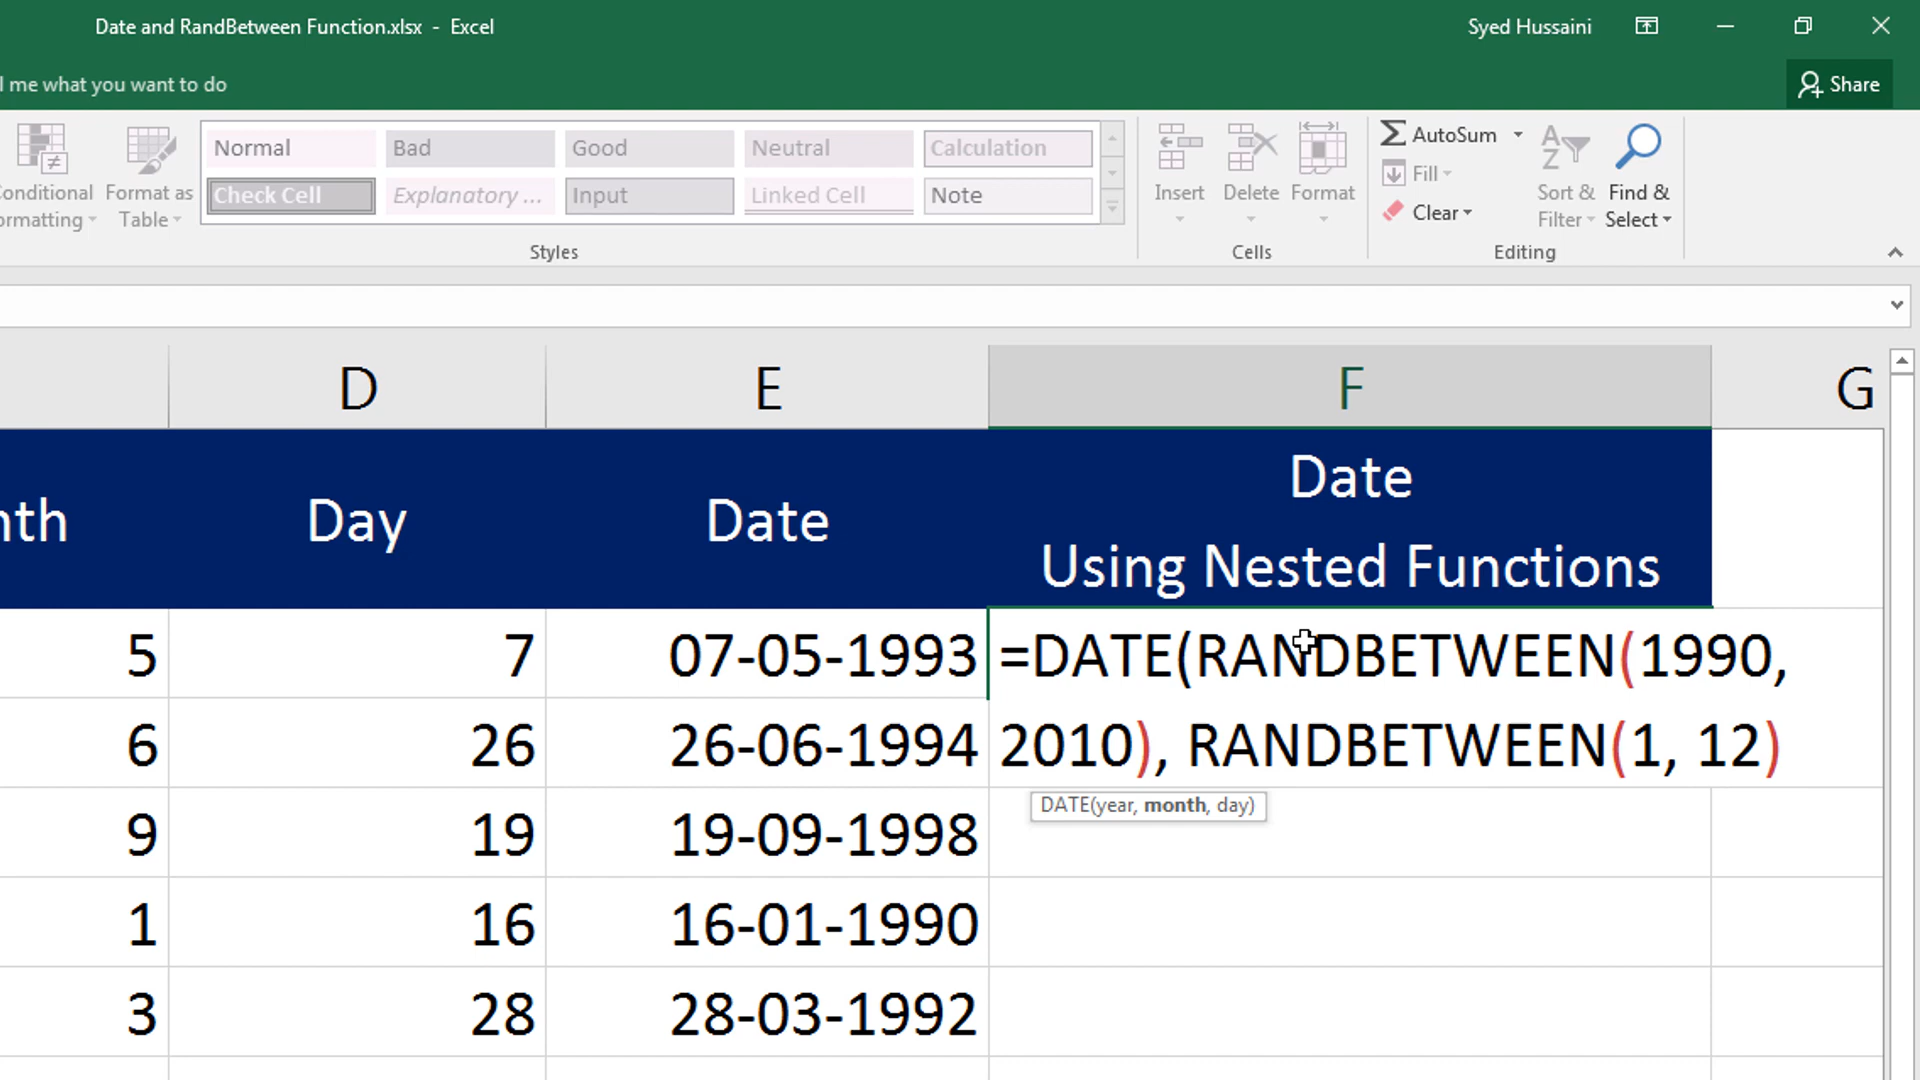 Date and RandBetween Function.xlsx - Excel
Syed Hussaini
l me what you want to do
Share
onditional
ormatting
Format as
Table
Normal
Bad
Good
Neutral
Calculation
Check Cell
Explanatory ...
Input
Linked Cell
Note
Insert
Delete
Format
AutoSum
Fill
Clear
Sort &
Filter
Find &
Select
Styles
Cells
Editing
D E F G
nth
Day
Date
Date
Using Nested Functions
5 7 07-05-1993 =DATE(RANDBETWEEN(1990,
6 26 26-06-1994 2010), RANDBETWEEN(1, 12)
DATE(year, month, day)
9 19 19-09-1998
1 16 16-01-1990
3 28 28-03-1992